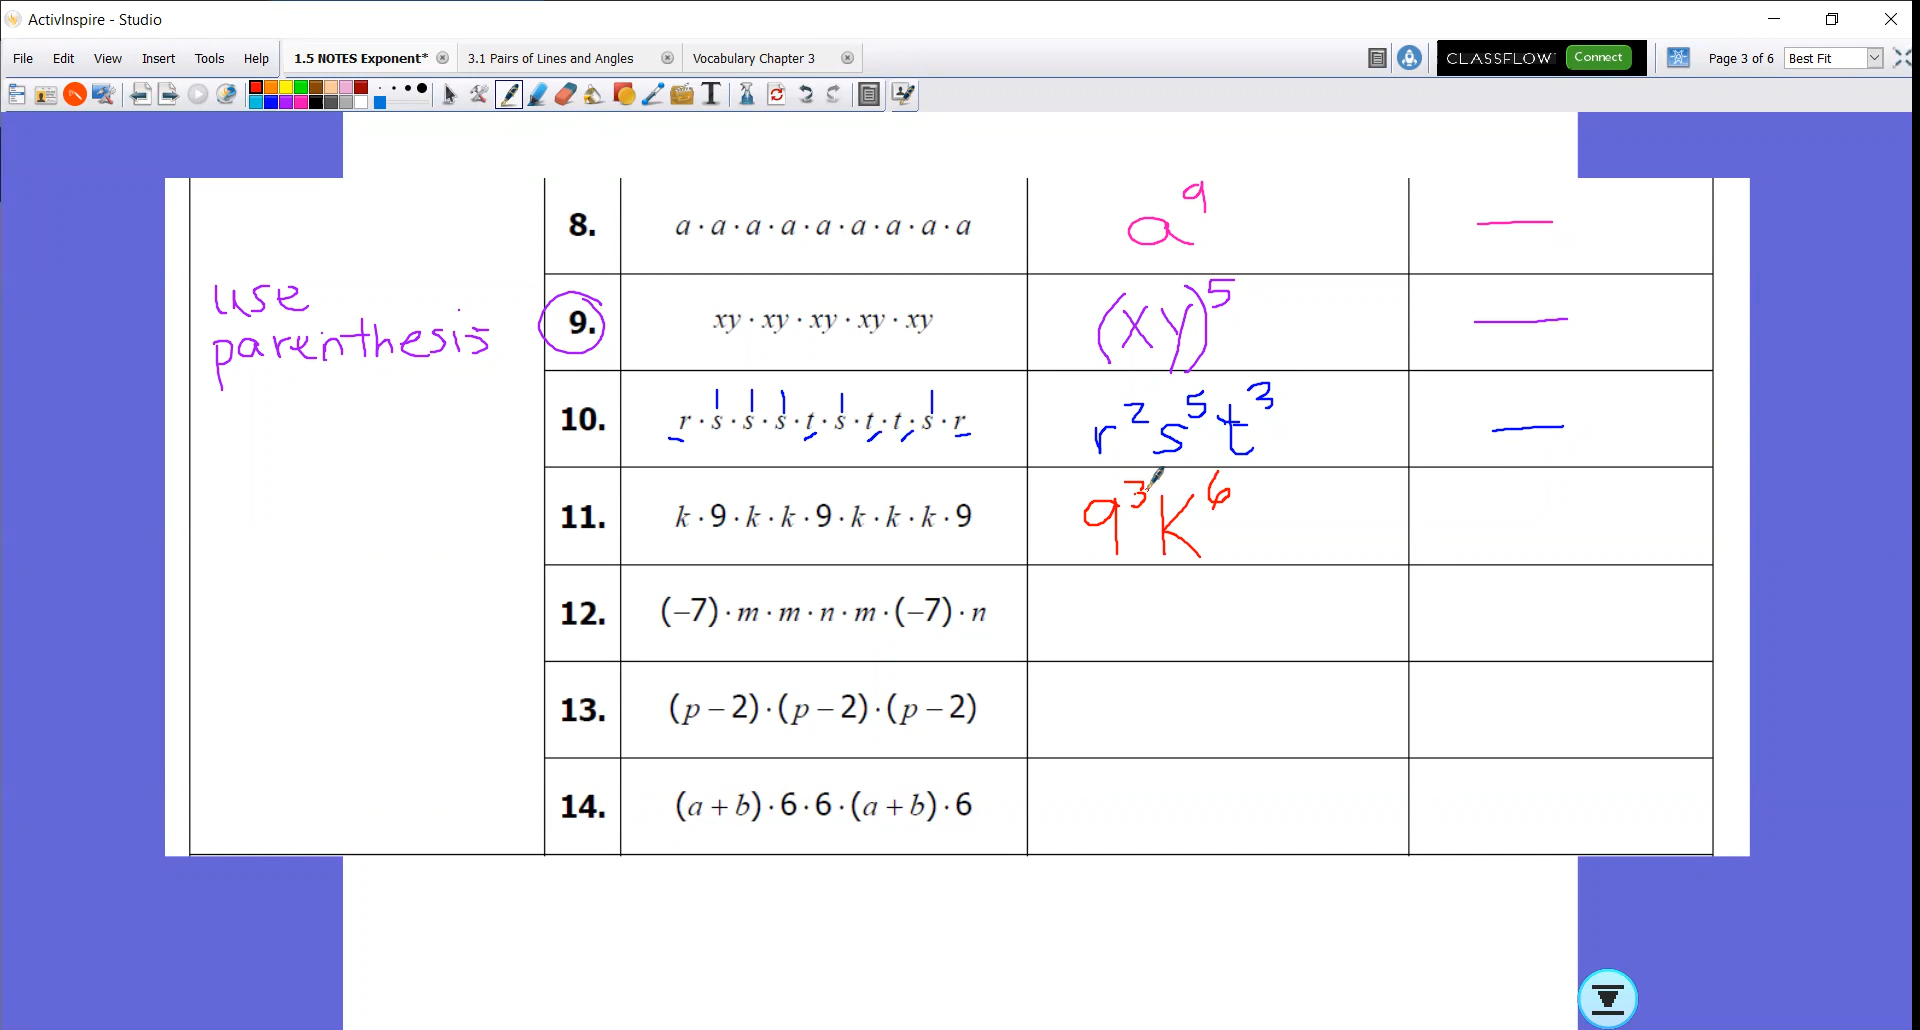 ActivInspire - Studio
File Edit View Insert Tools Help
1.5 NOTES Exponent* 3.1 Pairs of Lines and Angles Vocabulary Chapter 3
CLASSFLOW Connect Page 3 of 6 Best Fit
8. a · a · a · a · a · a · a · a · a a⁹ —
use
parenthesis
9. xy · xy · xy · xy · xy (xy)⁵ —
10. r · s · s · s · t · s · t · t · s · r r²s⁵t³ —
11. k · 9 · k · k · 9 · k · k · k · 9 9³K⁶
12. (−7) · m · m · n · m · (−7) · n
13. (p − 2) · (p − 2) · (p − 2)
14. (a + b) · 6 · 6 · (a + b) · 6